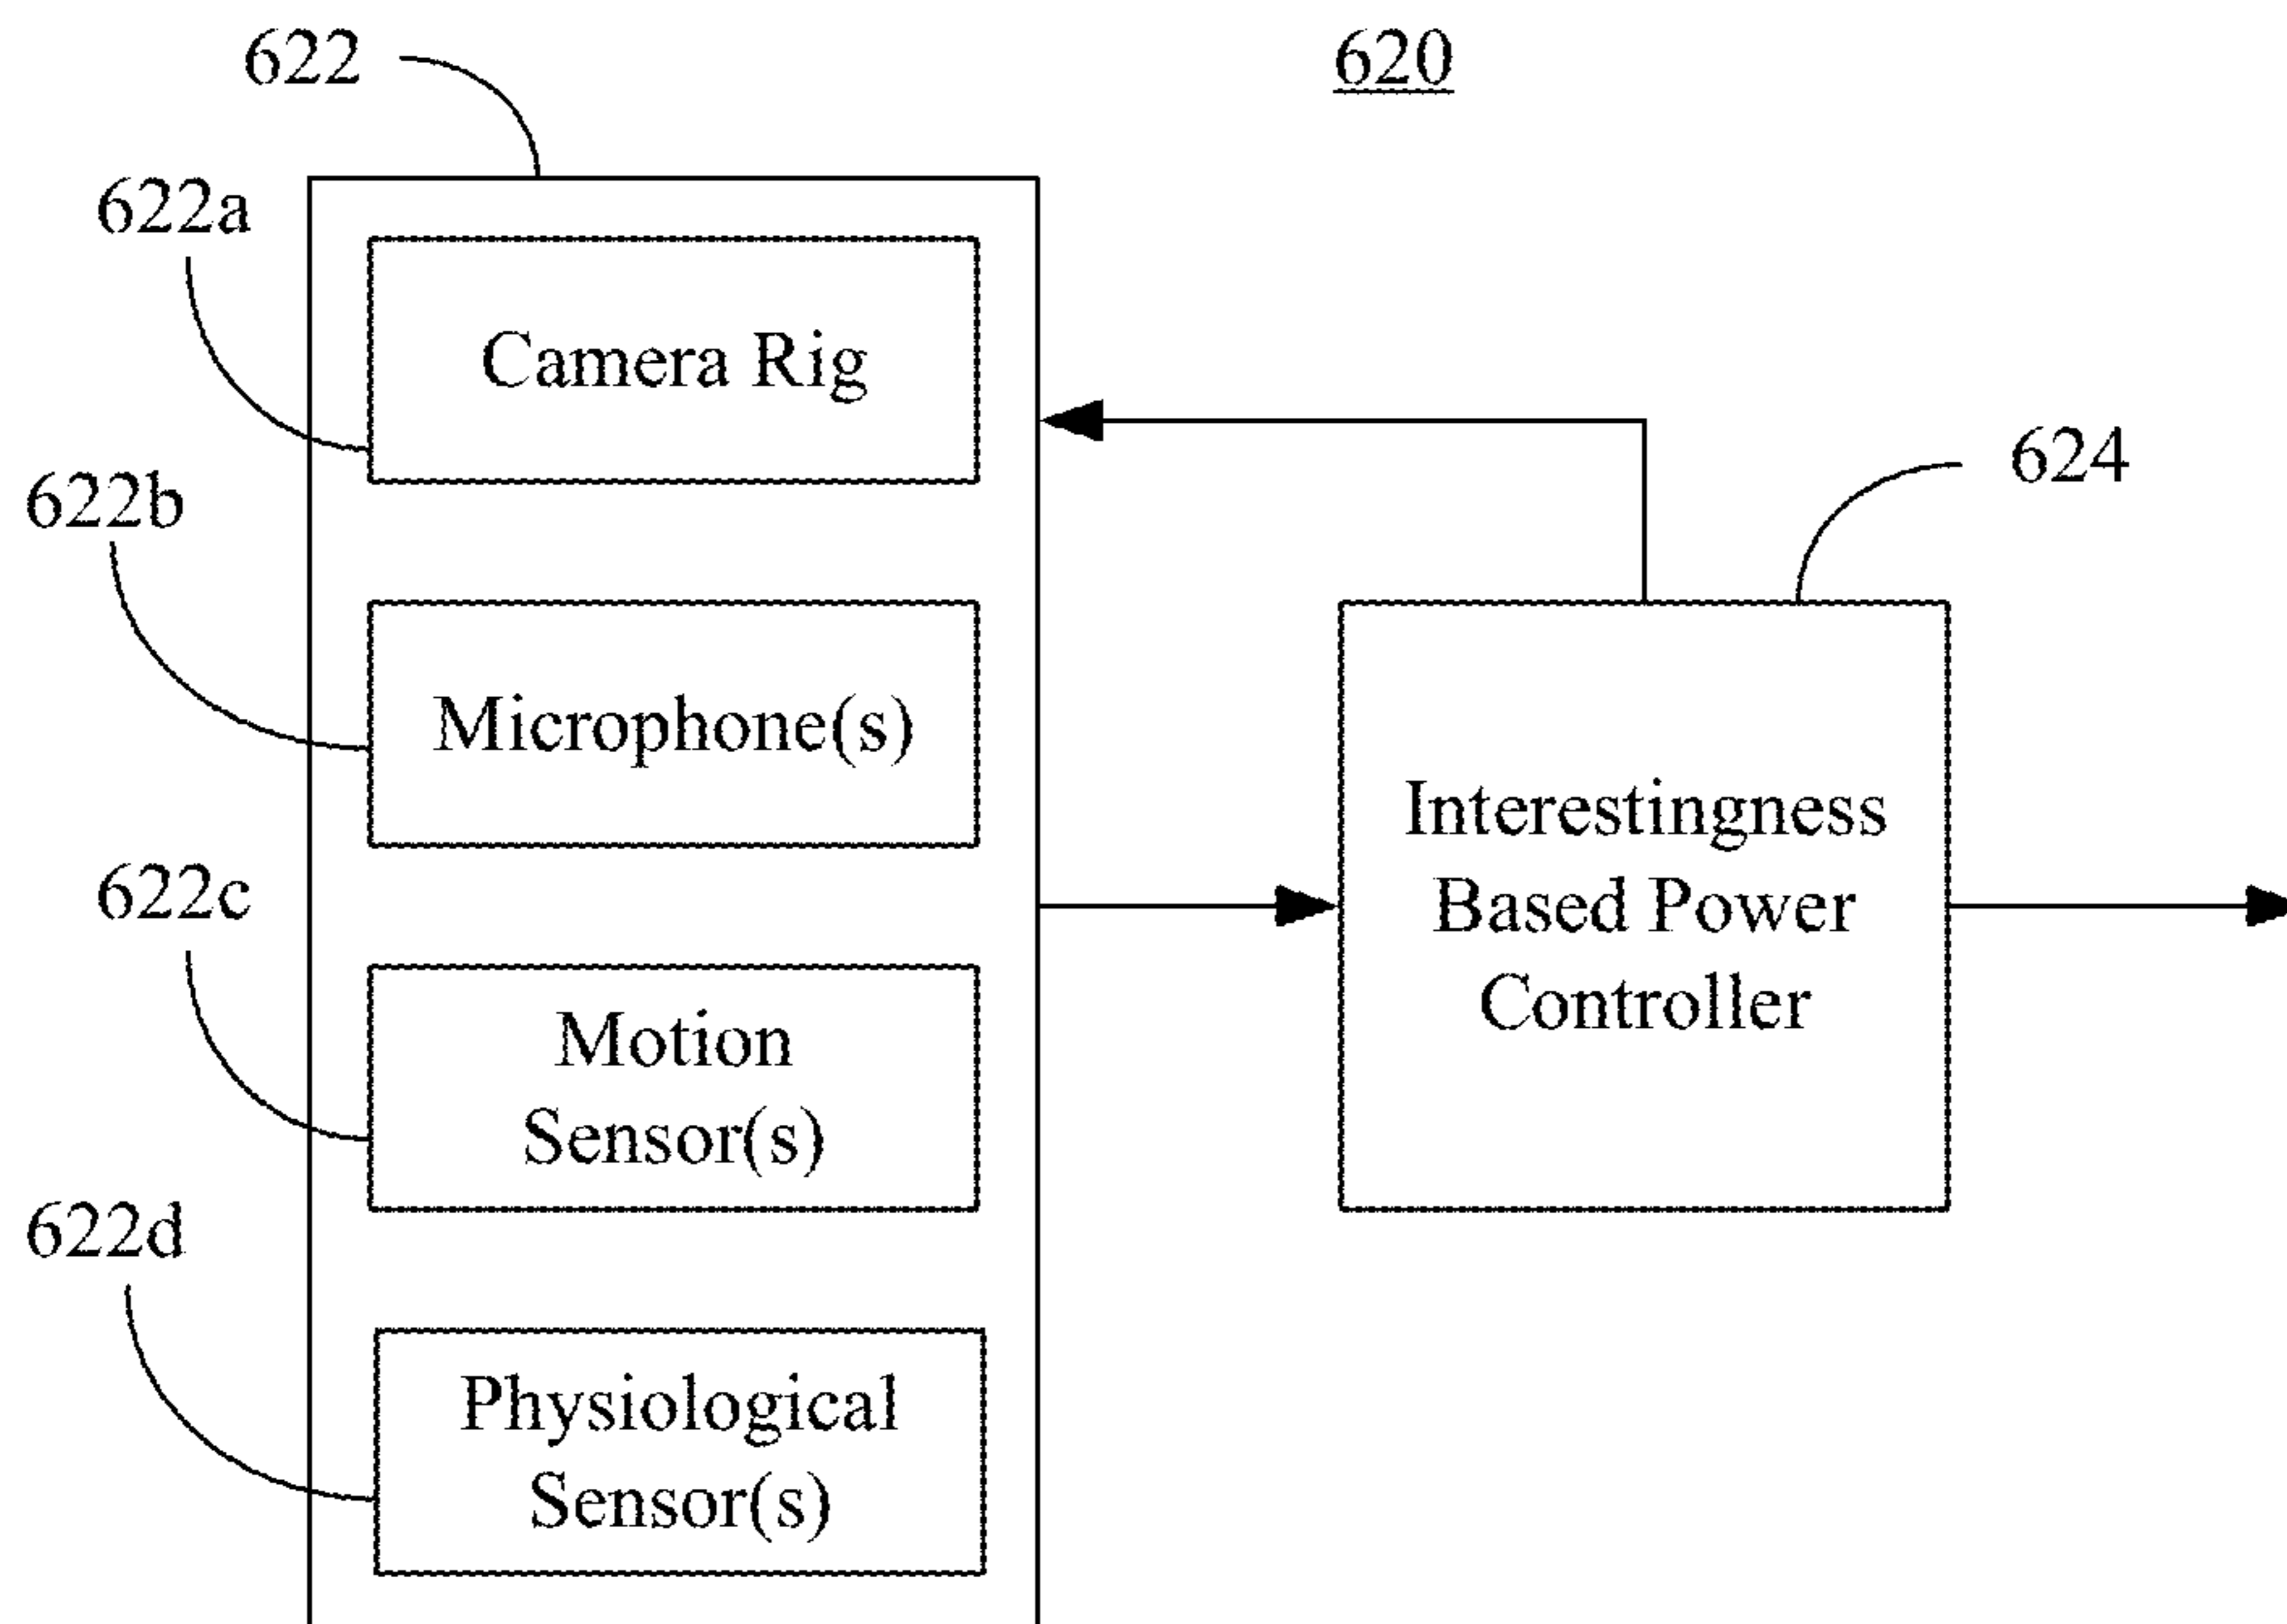 622
620
622a
Camera Rig
622b
624
Microphone(s)
Interestingness
Based Power
Controller
622c
Motion
Sensor(s)
622d
Physiological
Sensor(s)